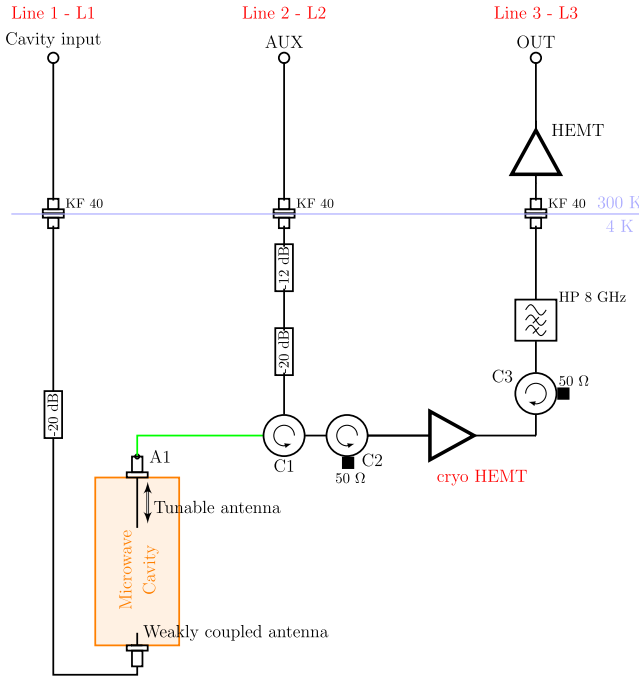 Line 1 - L1
Line 2 - L2
Line 3 - L3
Cavity input
AUX
OUT
HEMT
KF 40
KF 40
KF 40
300 K
4 K
-12 dB
HP 8 GHz
-20 dB
C3
50 Ω
-20 dB
C1
C2
50 Ω
cryo HEMT
A1
Tunable antenna
Microwave
Cavity
Weakly coupled antenna